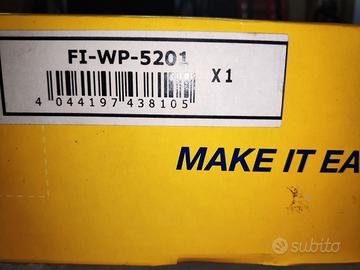 FI-WP-5201
X1
4 044197 438105
MAKE IT EA
subito